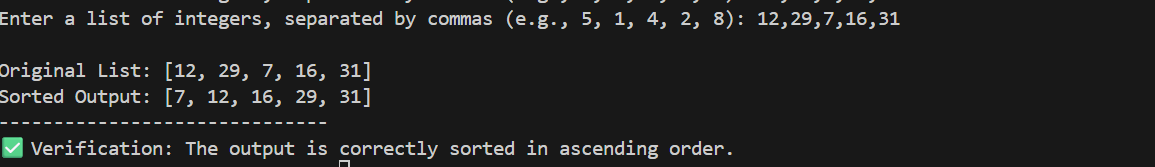 Enter a list of integers, separated by commas (e.g., 5, 1, 4, 2, 8): 12,29,7,16,31
Original List: [12, 29, 7, 16, 31]
Sorted Output: [7, 12, 16, 29, 31]
------------------------------
✅ Verification: The output is correctly sorted in ascending order.